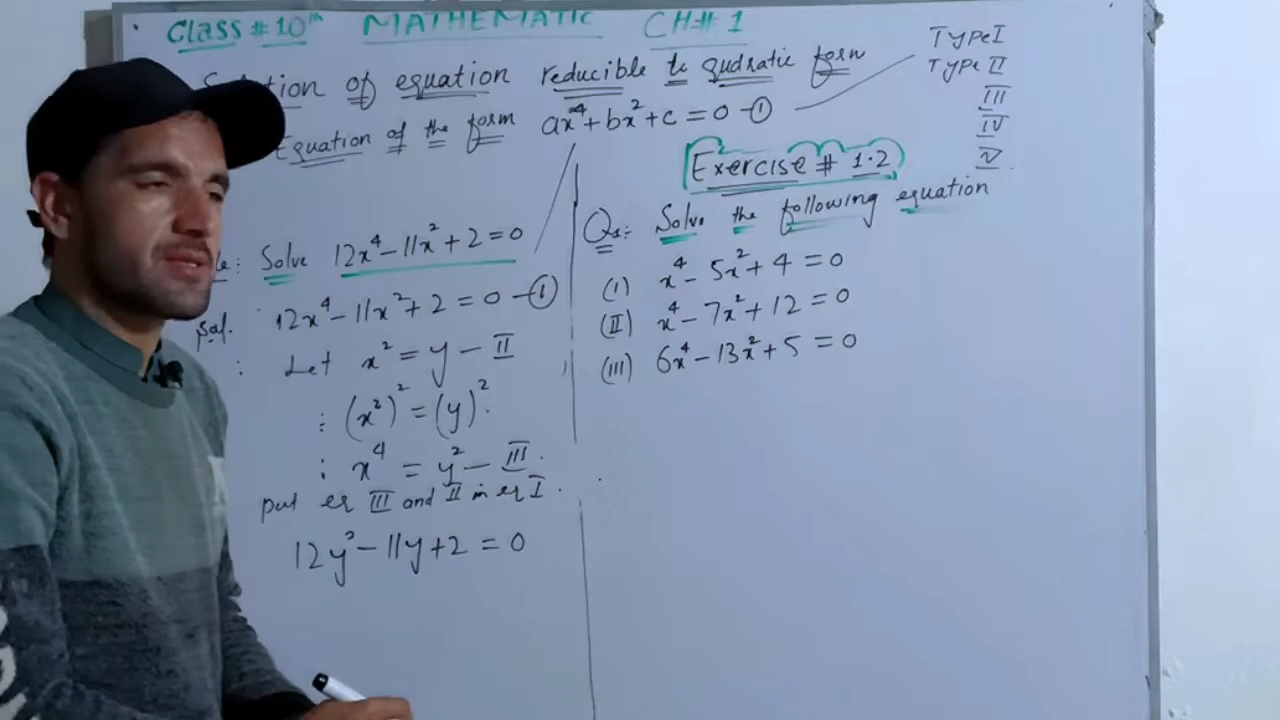 Class # 10th MATHEMATIC CH# 1
of equation reducible to qudratic form
Equation of the form ax⁴+bx²+c=0 -①
Type I
Type II
III
IV
V
Solve 12x⁴-11x²+2=0
Sol. 12x⁴-11x²+2=0 -①
: Let x²=y-II
: (x²)²=(y)².
: x⁴=y²-III.
put eq III and II in eq I.
12y²-11y+2=0
Exercise # 1.2
Q1: Solve the following equation
(I) x⁴-5x²+4=0
(II) x⁴-7x²+12=0
(III) 6x⁴-13x²+5=0